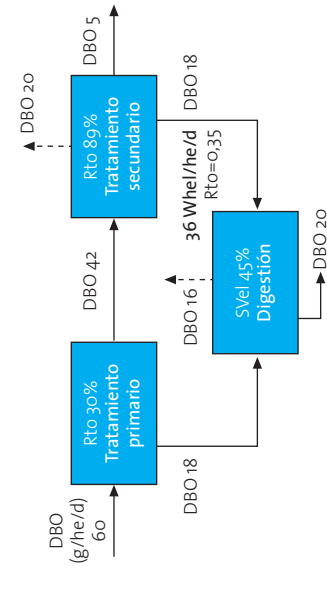 DBO
(g/he/d)
60
Rto 30%
Tratamiento
primario
DBO 18
DBO 42
Rto 89%
Tratamiento
secundario
DBO 20
DBO 5
DBO 18
36 Whel/he/d
Rto=0,35
DBO 16
SVel 45%
Digestión
DBO 20